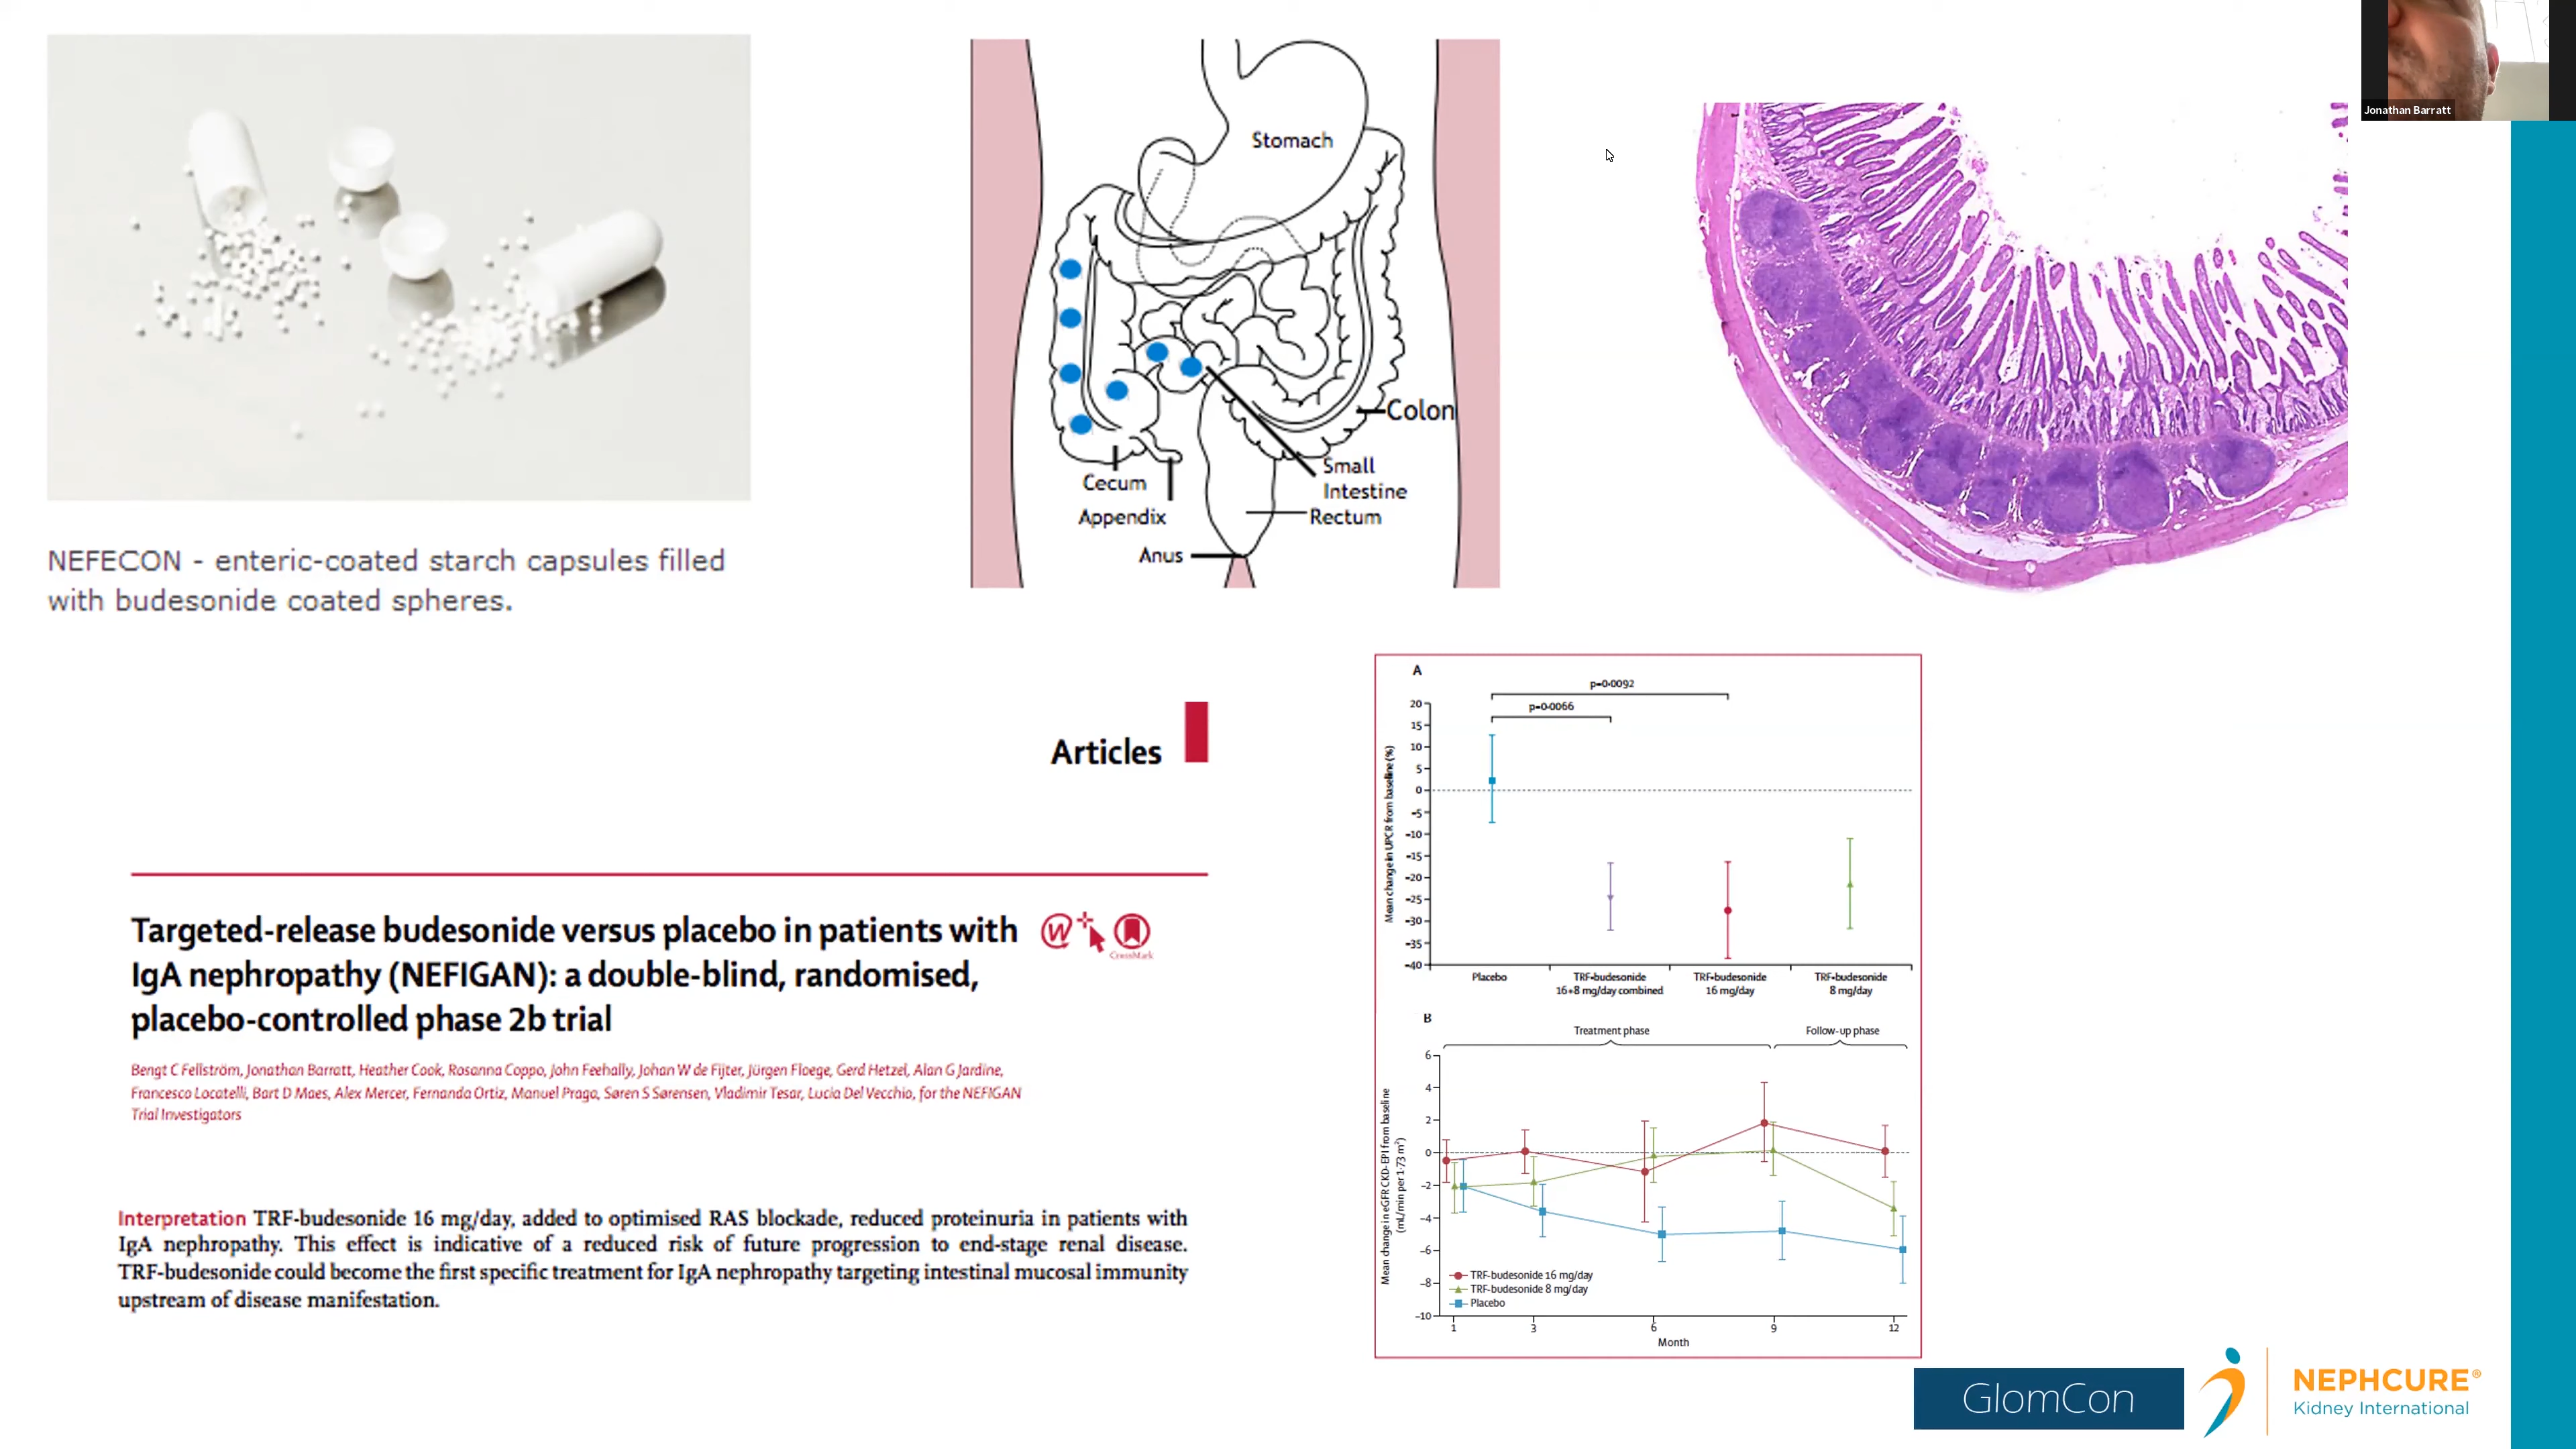 Jonathan Barratt
Stomach
Colon
Small
Intestine
Cecum
Appendix
Rectum
Anus
NEFECON - enteric-coated starch capsules filled
with budesonide coated spheres.
Articles
Targeted-release budesonide versus placebo in patients with
IgA nephropathy (NEFIGAN): a double-blind, randomised,
placebo-controlled phase 2b trial
W
CrossMark
Bengt C Fellström, Jonathan Barratt, Heather Cook, Rosanna Coppo, John Feehally, Johan W de Fijter, Jürgen Floege, Gerd Hetzel, Alan G Jardine,
Francesco Locatelli, Bart D Maes, Alex Mercer, Fernanda Ortiz, Manuel Praga, Søren S Sørensen, Vladimir Tesar, Lucia Del Vecchio, for the NEFIGAN
Trial Investigators
Interpretation TRF-budesonide 16 mg/day, added to optimised RAS blockade, reduced proteinuria in patients with
IgA nephropathy. This effect is indicative of a reduced risk of future progression to end-stage renal disease.
TRF-budesonide could become the first specific treatment for IgA nephropathy targeting intestinal mucosal immunity
upstream of disease manifestation.
A
p=0·0092
p=0·0066
Mean change in UPCR from baseline (%)
20
15
10
5
0
-5
-10
-15
-20
-25
-30
-35
-40
Placebo
TRF-budesonide
16+8 mg/day combined
TRF-budesonide
16 mg/day
TRF-budesonide
8 mg/day
B
Treatment phase
Follow-up phase
Mean change in eGFR CKD-EPI from baseline
(mL/min per 1·73 m²)
6
4
2
0
-2
-4
-6
-8
-10
TRF-budesonide 16 mg/day
TRF-budesonide 8 mg/day
Placebo
1
3
6
9
12
Month
GlomCon
NEPHCURE®
Kidney International